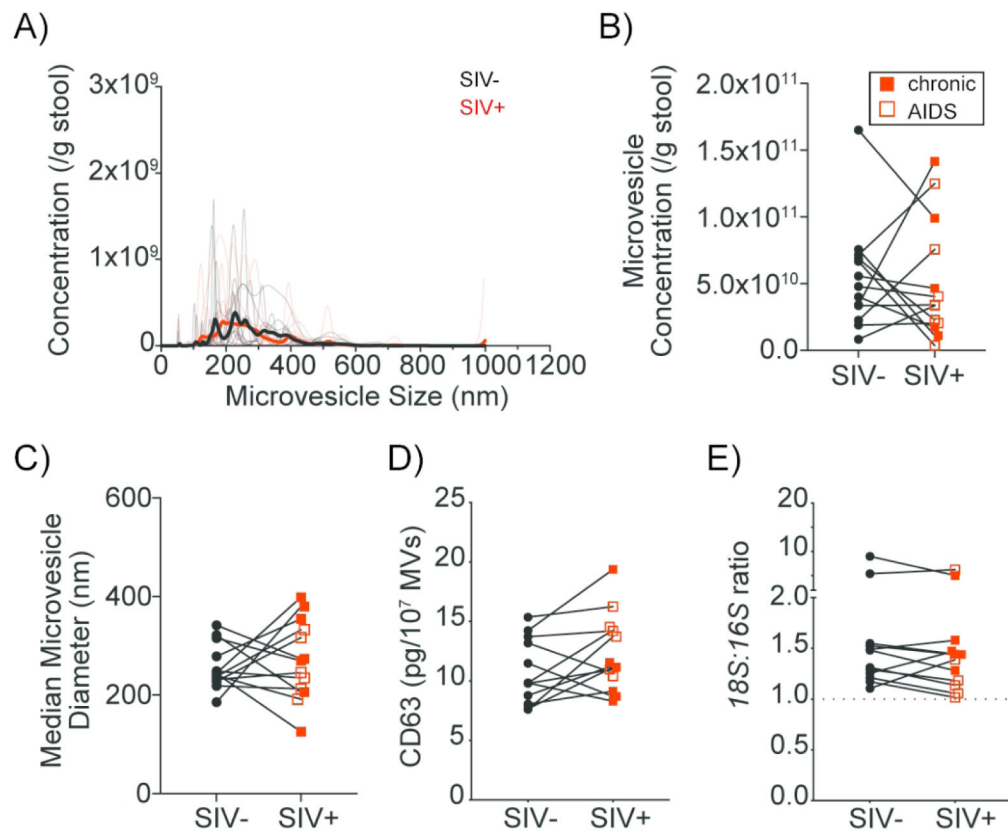 A)
Concentration (/g stool)
3x10⁹
2x10⁹
1x10⁹
0
SIV-
SIV+
0 200 400 600 800 1000 1200
Microvesicle Size (nm)
B)
Microvesicle
Concentration (/g stool)
2.0x10¹¹
1.5x10¹¹
1.0x10¹¹
5.0x10¹⁰
0.0
chronic
AIDS
SIV- SIV+
C)
Median Microvesicle
Diameter (nm)
600
400
200
0
SIV- SIV+
D)
CD63 (pg/10⁷ MVs)
25
20
15
10
5
0
SIV- SIV+
E)
18S:16S ratio
20
10
2.0
2.0
1.5
1.0
0.5
0.0
SIV- SIV+